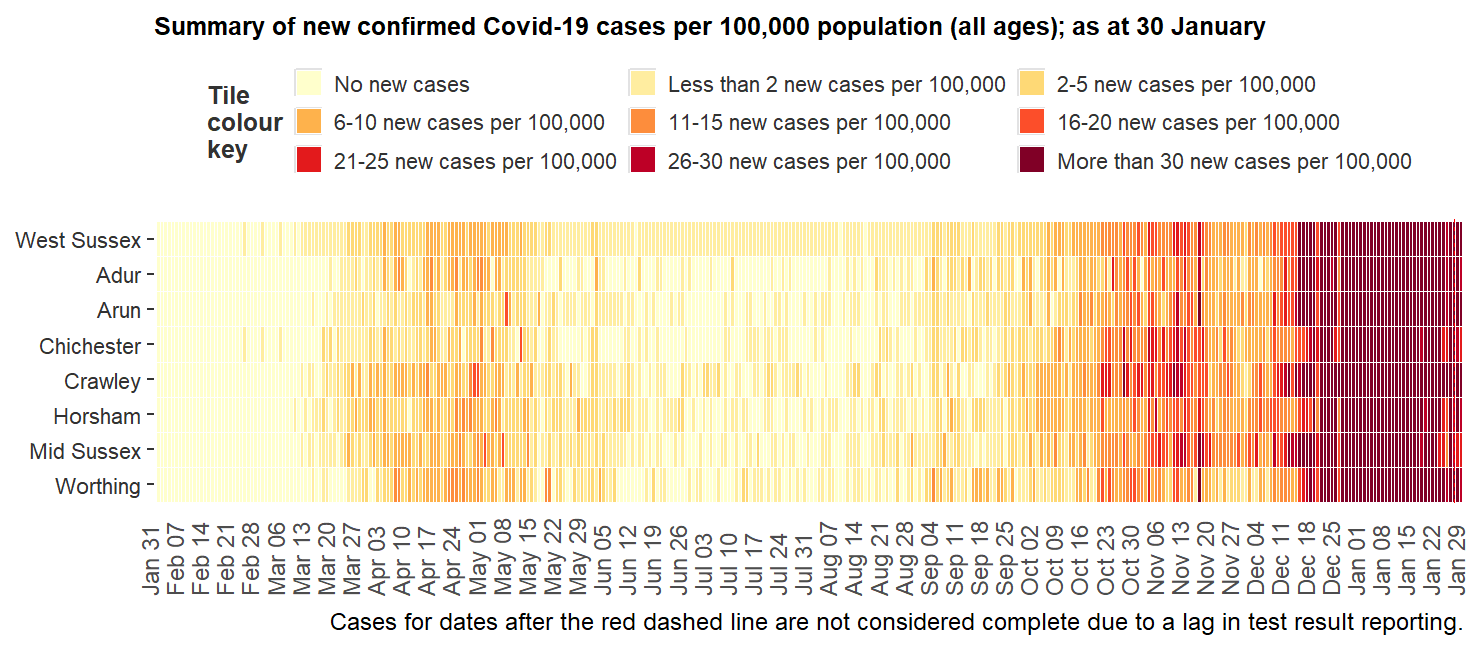 Summary of new confirmed Covid-19 cases per 100,000 population (all ages); as at 30 January
Tile
colour
key
No new cases
Less than 2 new cases per 100,000
2-5 new cases per 100,000
6-10 new cases per 100,000
11-15 new cases per 100,000
16-20 new cases per 100,000
21-25 new cases per 100,000
26-30 new cases per 100,000
More than 30 new cases per 100,000
West Sussex
Adur
Arun
Chichester
Crawley
Horsham
Mid Sussex
Worthing
Jan 31
Feb 07
Feb 14
Feb 21
Feb 28
Mar 06
Mar 13
Mar 20
Mar 27
Apr 03
Apr 10
Apr 17
Apr 24
May 01
May 08
May 15
May 22
May 29
Jun 05
Jun 12
Jun 19
Jun 26
Jul 03
Jul 10
Jul 17
Jul 24
Jul 31
Aug 07
Aug 14
Aug 21
Aug 28
Sep 04
Sep 11
Sep 18
Sep 25
Oct 02
Oct 09
Oct 16
Oct 23
Oct 30
Nov 06
Nov 13
Nov 20
Nov 27
Dec 04
Dec 11
Dec 18
Dec 25
Jan 01
Jan 08
Jan 15
Jan 22
Jan 29
Cases for dates after the red dashed line are not considered complete due to a lag in test result reporting.